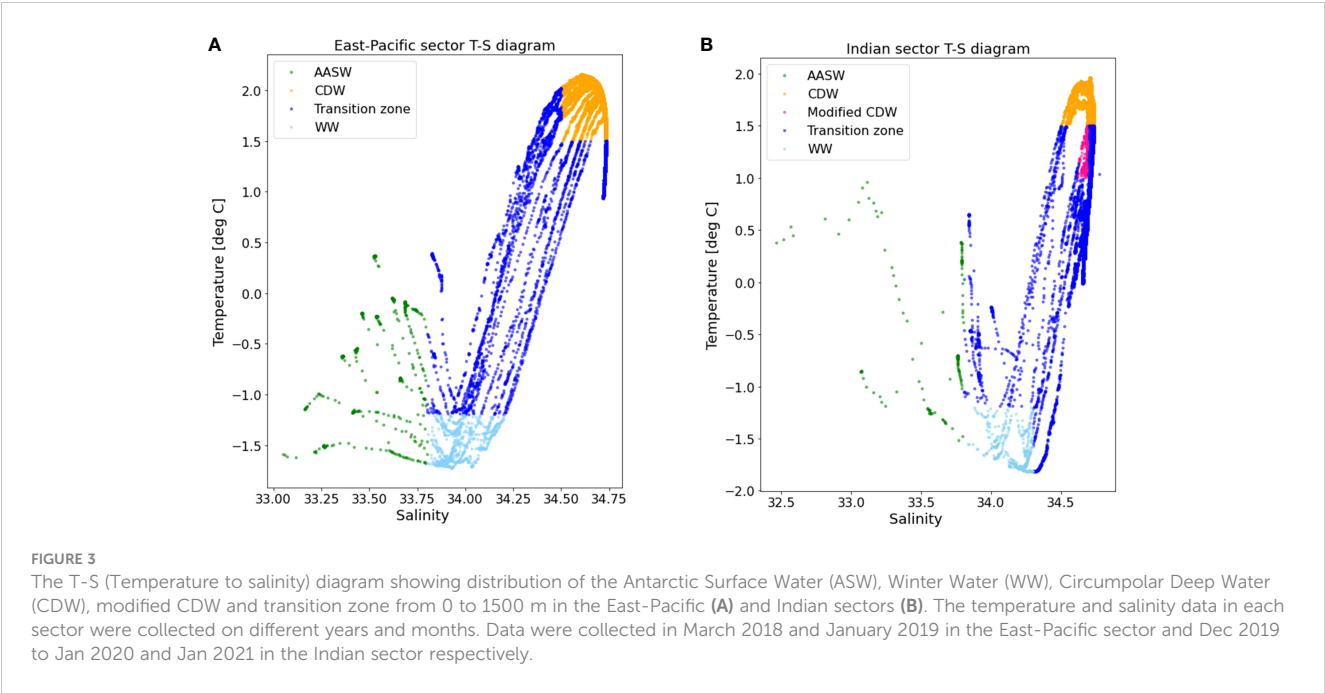 A
East-Pacific sector T-S diagram
AASW
CDW
Transition zone
WW
2.0
1.5
1.0
0.5
0.0
−0.5
−1.0
−1.5
Temperature [deg C]
33.00 33.25 33.50 33.75 34.00 34.25 34.50 34.75
Salinity
B
Indian sector T-S diagram
AASW
CDW
Modified CDW
Transition zone
WW
2.0
1.5
1.0
0.5
0.0
−0.5
−1.0
−1.5
−2.0
Temperature [deg C]
32.5 33.0 33.5 34.0 34.5
Salinity
FIGURE 3
The T-S (Temperature to salinity) diagram showing distribution of the Antarctic Surface Water (ASW), Winter Water (WW), Circumpolar Deep Water
(CDW), modified CDW and transition zone from 0 to 1500 m in the East-Pacific (A) and Indian sectors (B). The temperature and salinity data in each
sector were collected on different years and months. Data were collected in March 2018 and January 2019 in the East-Pacific sector and Dec 2019
to Jan 2020 and Jan 2021 in the Indian sector respectively.